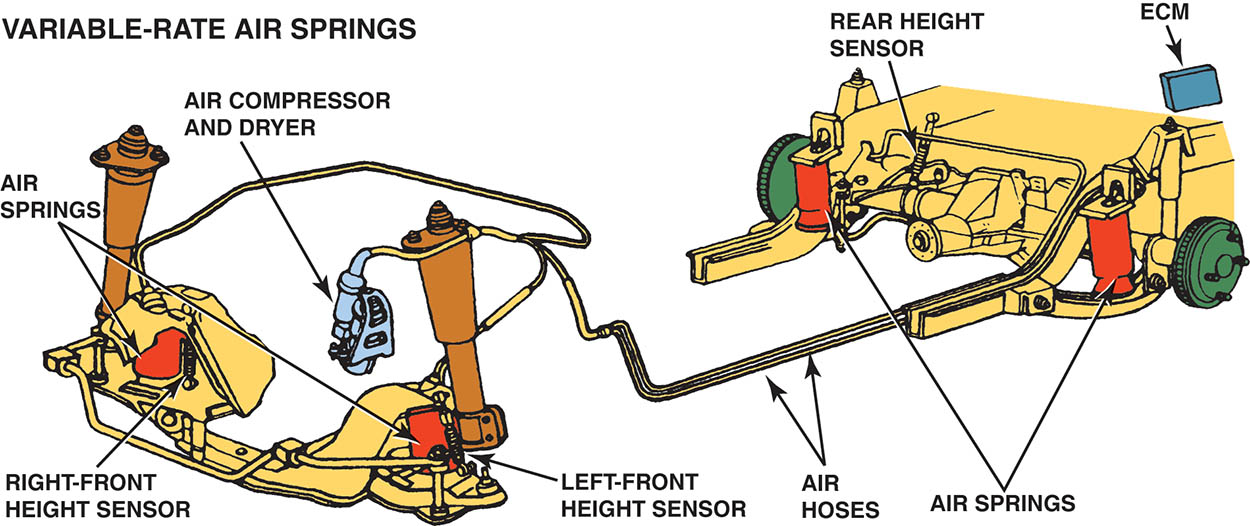 VARIABLE-RATE AIR SPRINGS
REAR HEIGHT
SENSOR
ECM
AIR COMPRESSOR
AND DRYER
AIR
SPRINGS
RIGHT-FRONT
HEIGHT SENSOR
LEFT-FRONT
HEIGHT SENSOR
AIR
HOSES
AIR SPRINGS